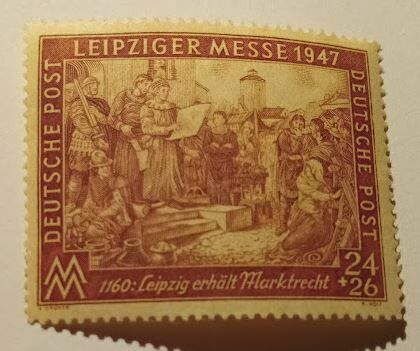 LEIPZIGER MESSE 1947
DEUTSCHE POST
DEUTSCHE POST
MM
1160: Leipzig erhält Marktrecht
24
+26